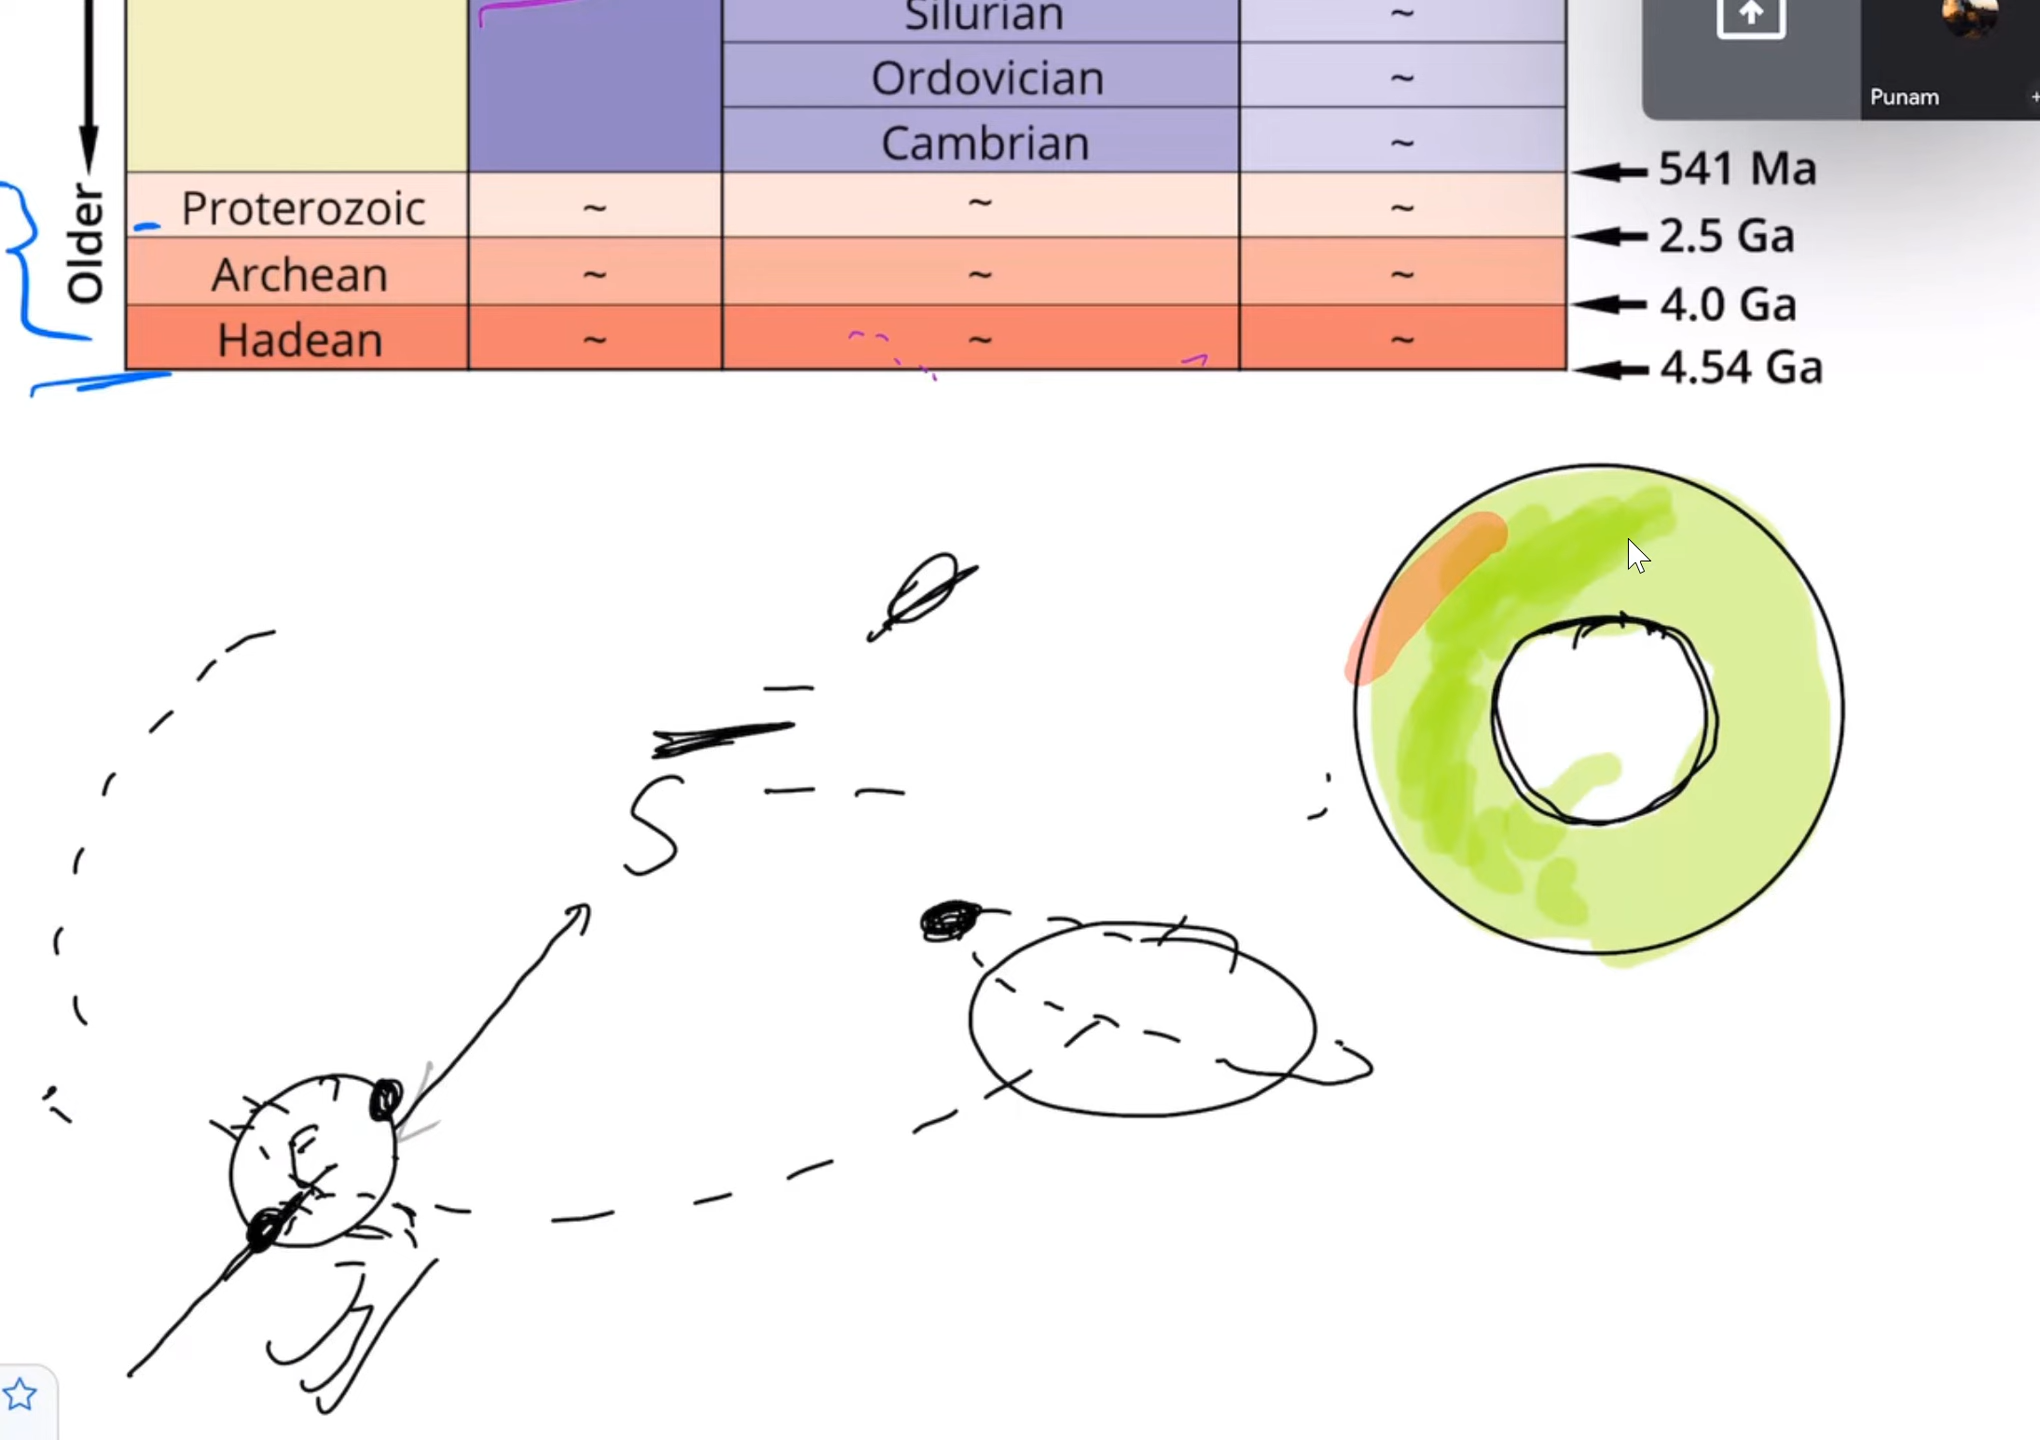 Silurian ~
Punam
Ordovician ~
Cambrian ~
541 Ma
Older
Proterozoic ~ ~ ~
2.5 Ga
Archean ~ ~ ~
4.0 Ga
Hadean ~ ~ ~
4.54 Ga
S
E